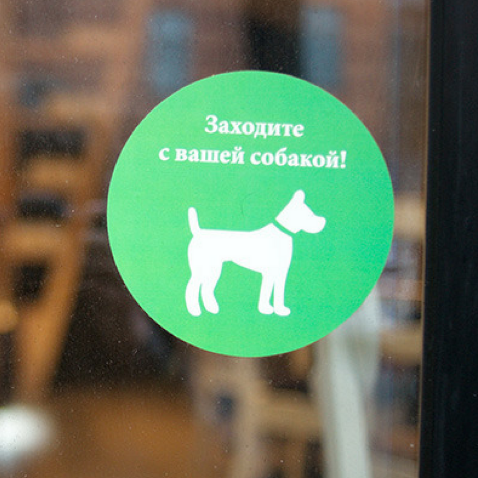 Заходите
с вашей собакой!